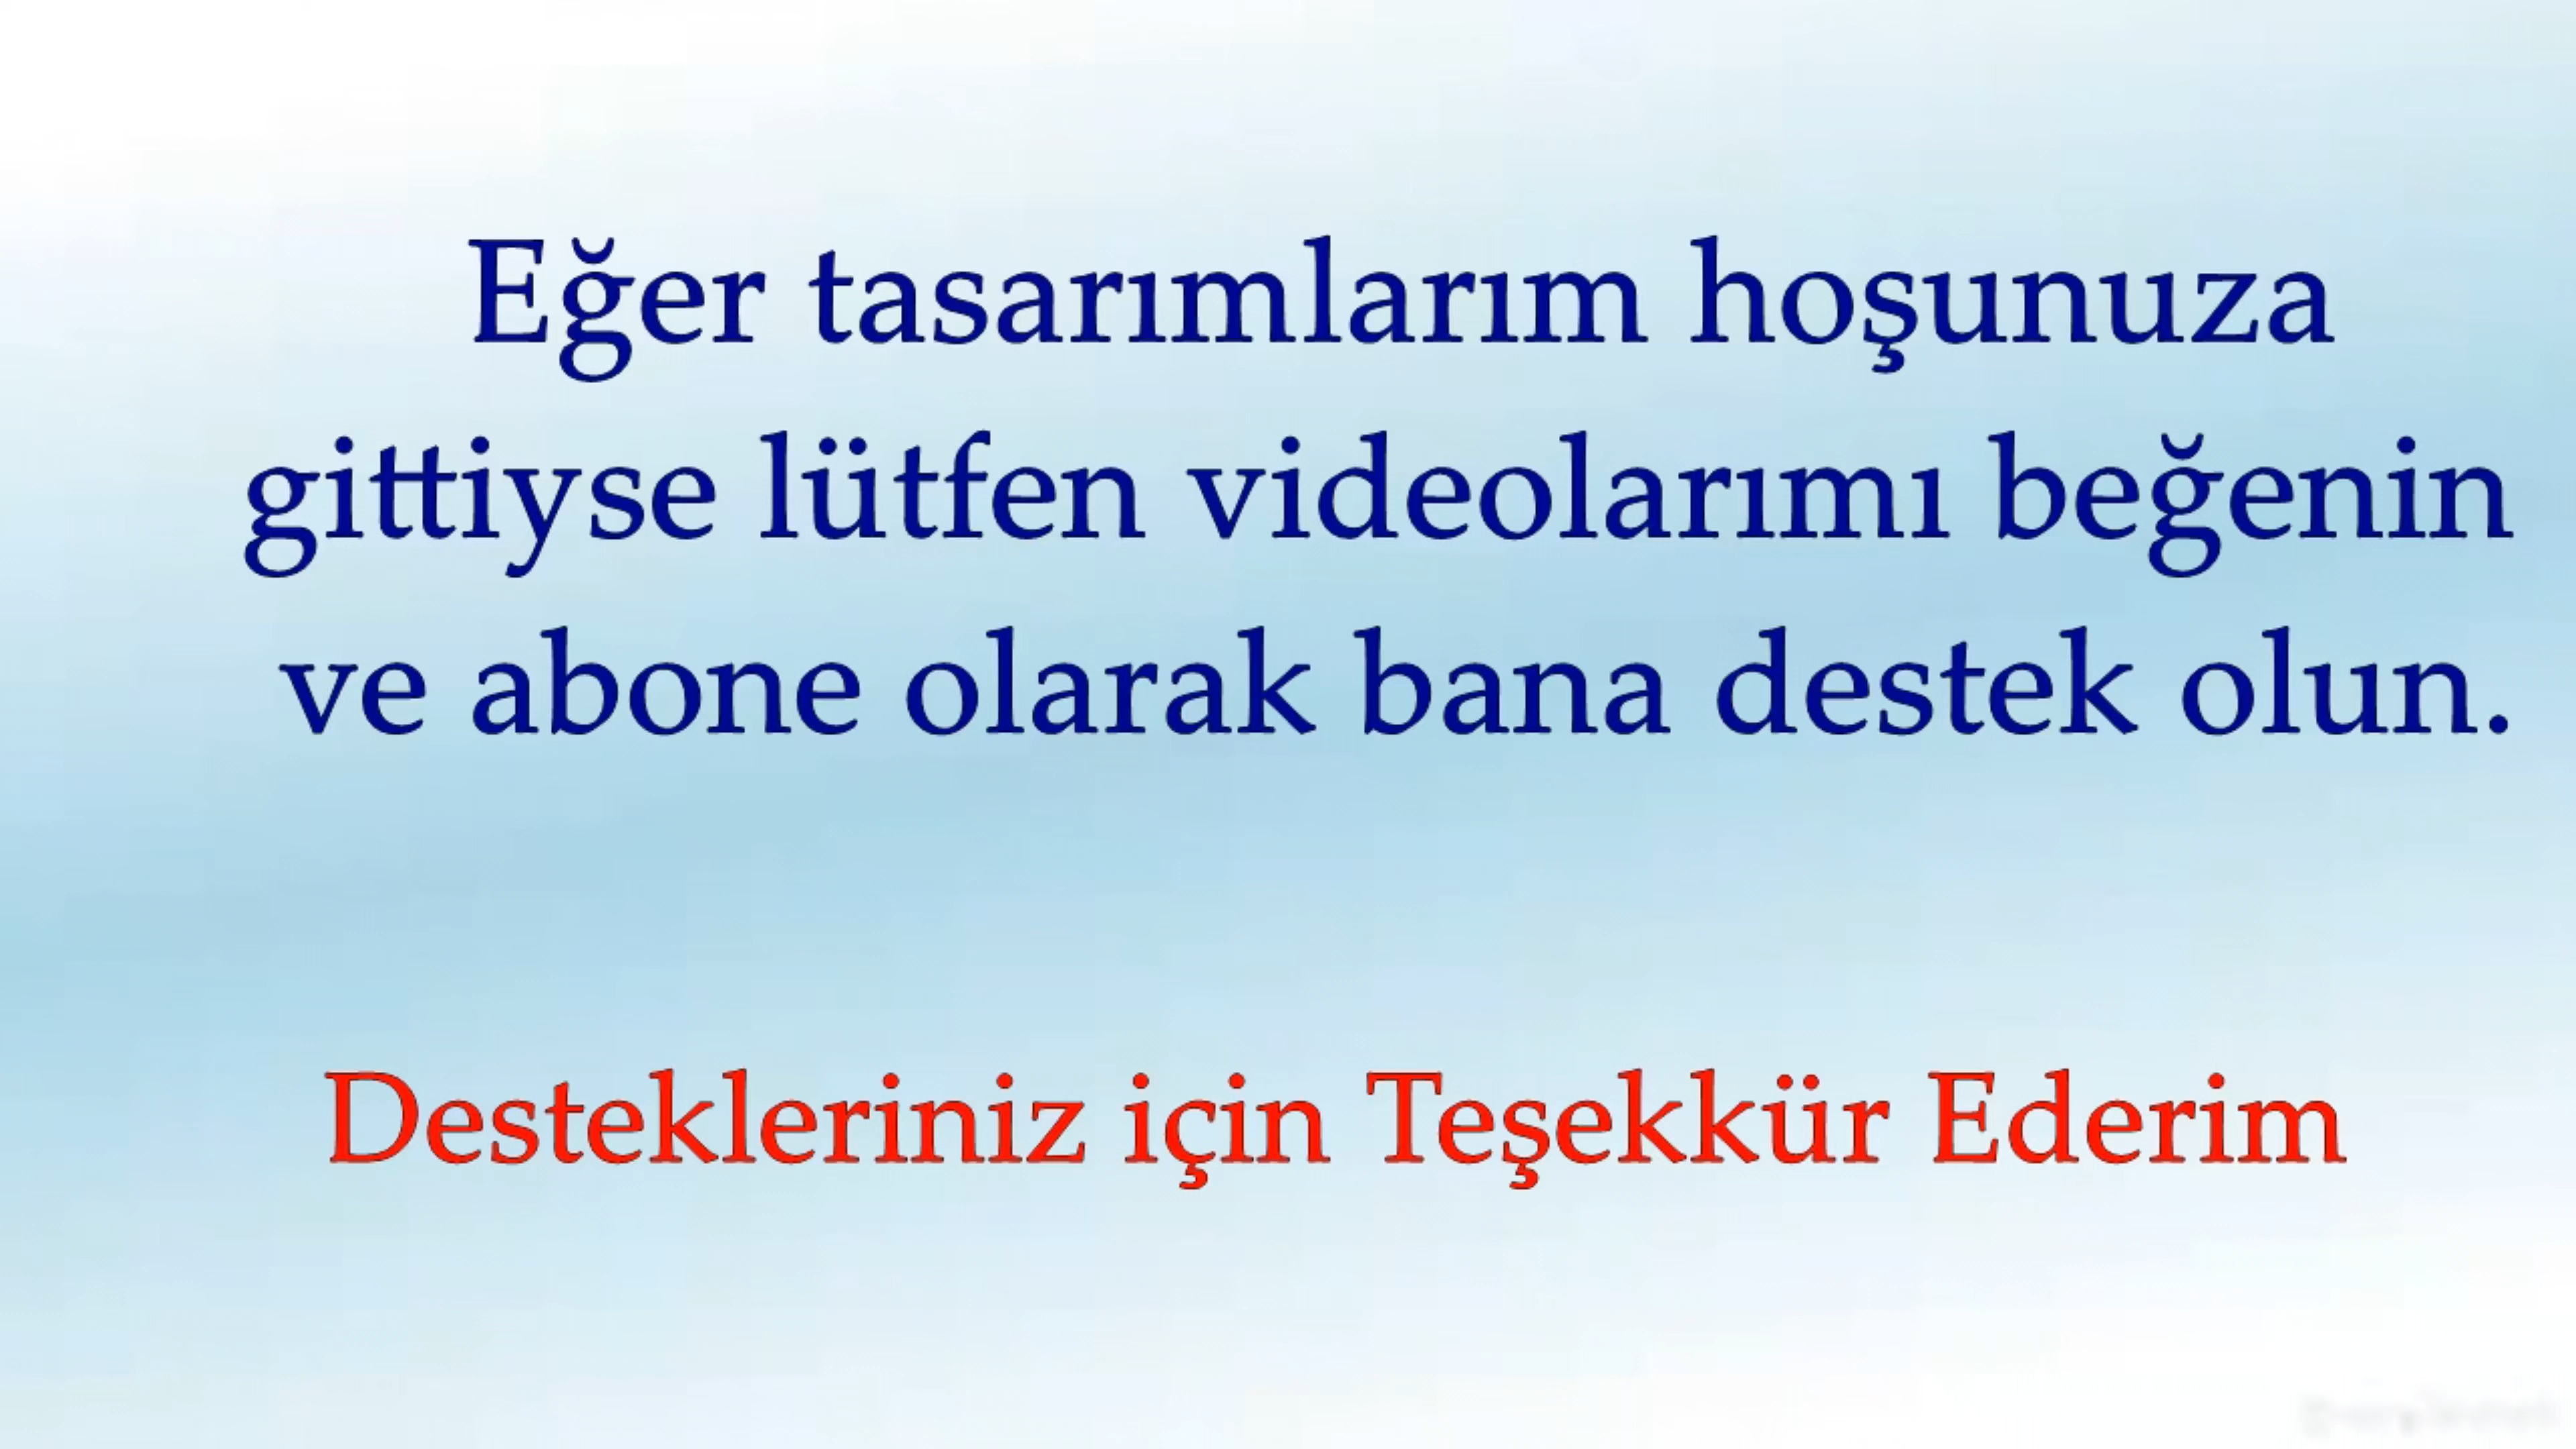 Eğer tasarımlarım hoşunuza
gittiyse lütfen videolarımı beğenin
ve abone olarak bana destek olun.
Destekleriniz için Teşekkür Ederim